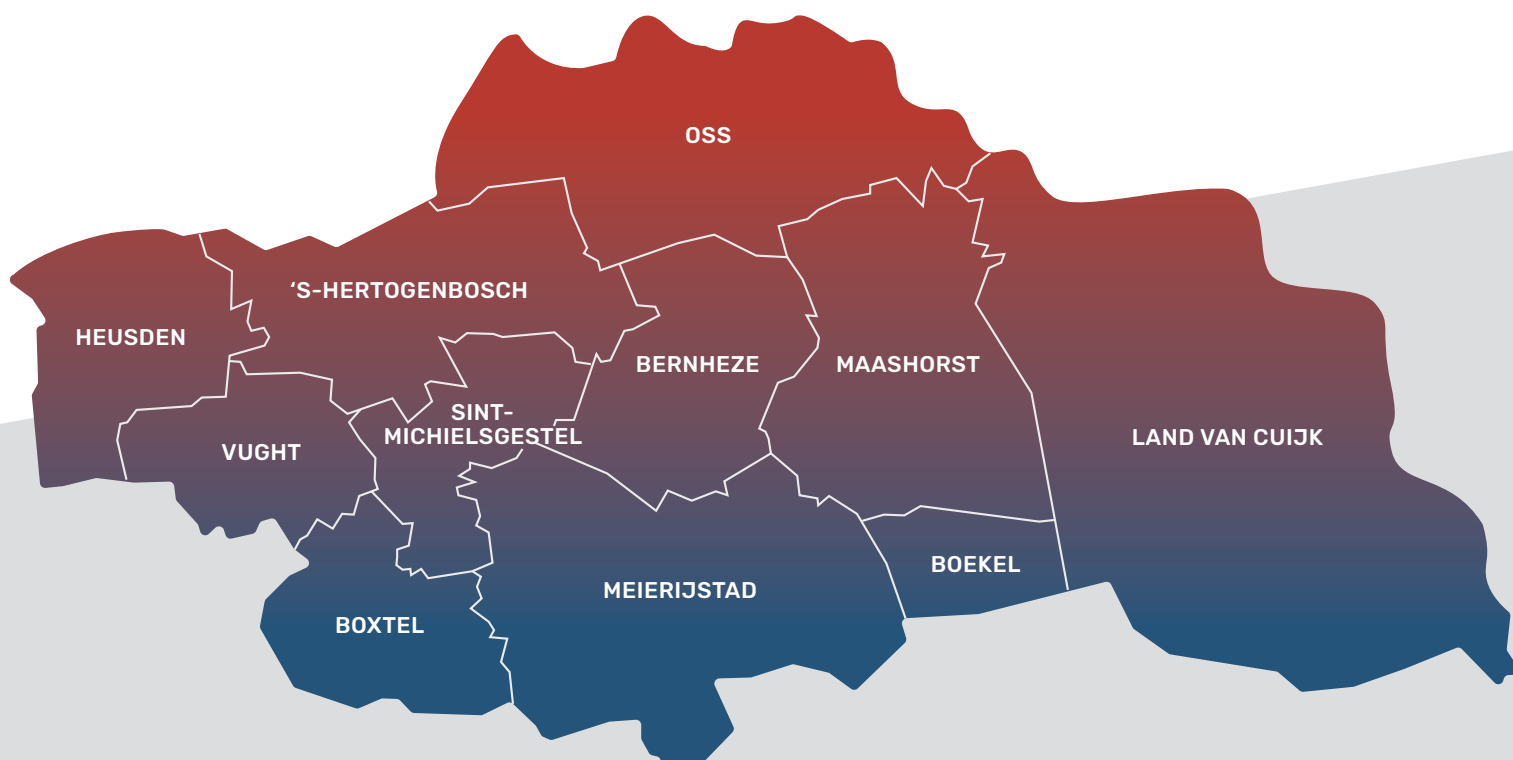 OSS
‘S-HERTOGENBOSCH
HEUSDEN
BERNHEZE
MAASHORST
SINT-
MICHIELSGESTEL
LAND VAN CUIJK
VUGHT
BOEKEL
MEIERIJSTAD
BOXTEL